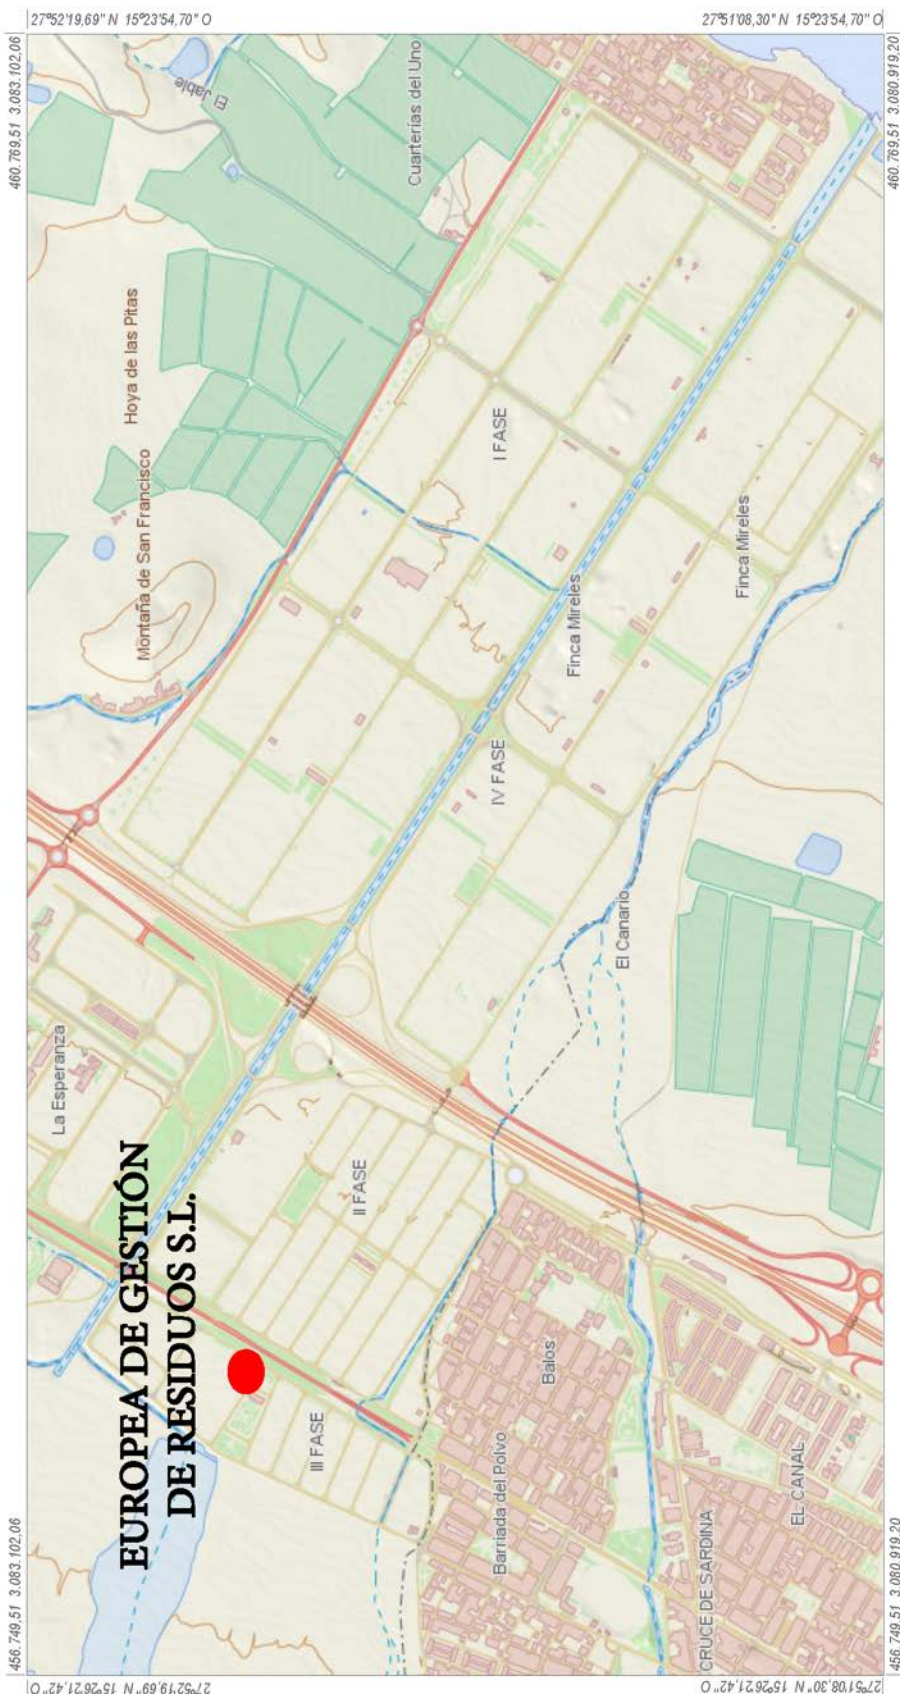 27º52'19,69" N 15º23'54,70" O
27º51'08,30" N 15º23'54,70" O
460.769,51 3.083.102,06
460.769,51 3.080.919,20
El Jable
Cuarterías del Uno
Hoya de las Pitas
Montaña de San Francisco
I FASE
Finca Mireles
Finca Mireles
IV FASE
El Canario
La Esperanza
II FASE
EUROPEA DE GESTIÓN
DE RESIDUOS S.L.
III FASE
Balos
Barriada del Polvo
EL CANAL
CRUCE DE SARDINA
456.749,51 3.083.102,06
456.749,51 3.080.919,20
27º52'19,69" N 15º26'21,42" O
27º51'08,30" N 15º26'21,42" O